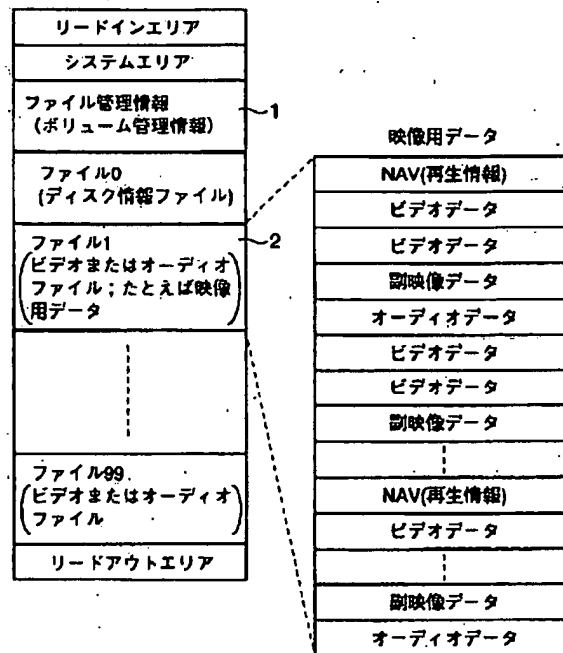 リードインエリア
システムエリア
ファイル管理情報
(ボリューム管理情報)
1
ファイル0
(ディスク情報ファイル)
ファイル1
(ビデオまたはオーディオ
ファイル;たとえば映像
用データ)
2
ファイル99
(ビデオまたはオーディオ
ファイル)
リードアウトエリア
映像用データ
NAV(再生情報)
ビデオデータ
ビデオデータ
副映像データ
オーディオデータ
ビデオデータ
ビデオデータ
副映像データ
NAV(再生情報)
ビデオデータ
副映像データ
オーディオデータ